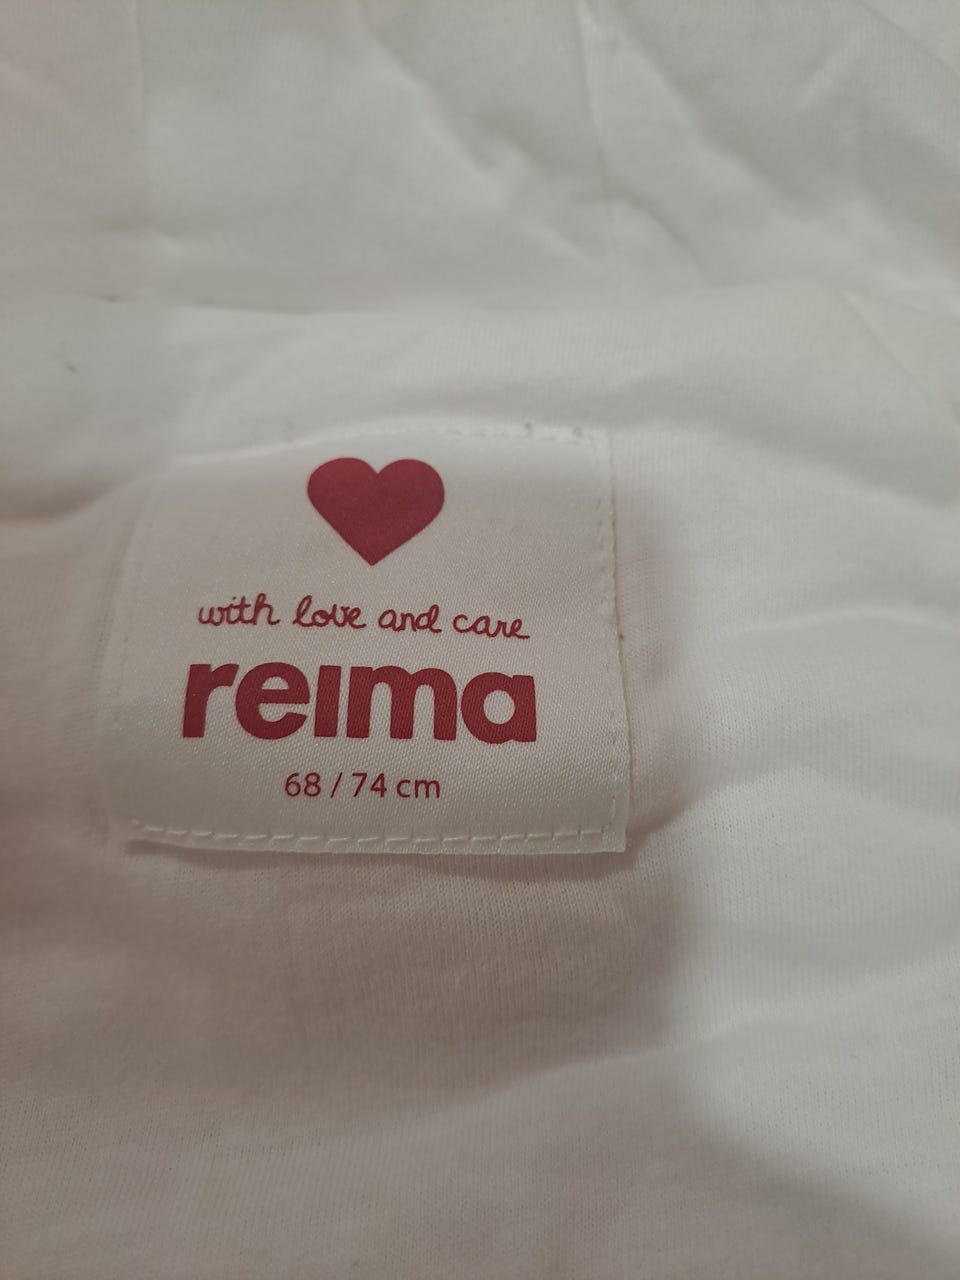 with love and care
reima
68 / 74 cm